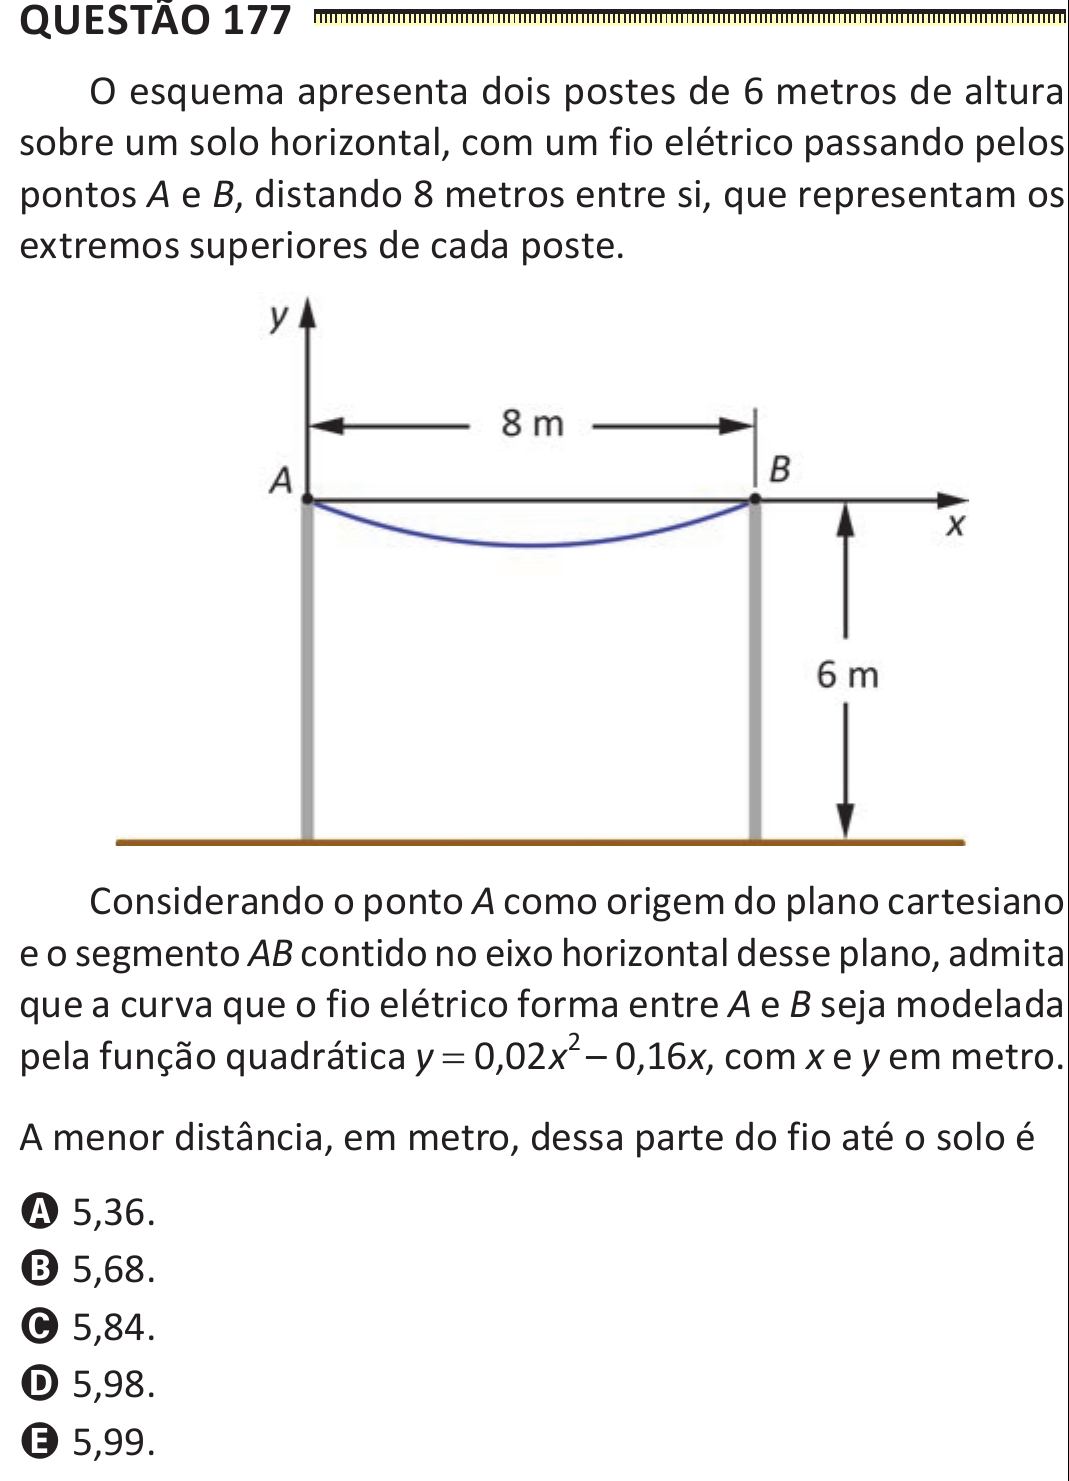 QUESTÃO 177
O esquema apresenta dois postes de 6 metros de altura
sobre um solo horizontal, com um fio elétrico passando pelos
pontos A e B, distando 8 metros entre si, que representam os
extremos superiores de cada poste.
y
8 m
A
B
x
6 m
Considerando o ponto A como origem do plano cartesiano
e o segmento AB contido no eixo horizontal desse plano, admita
que a curva que o fio elétrico forma entre A e B seja modelada
pela função quadrática y = 0,02x² – 0,16x, com x e y em metro.
A menor distância, em metro, dessa parte do fio até o solo é
A 5,36.
B 5,68.
C 5,84.
D 5,98.
E 5,99.